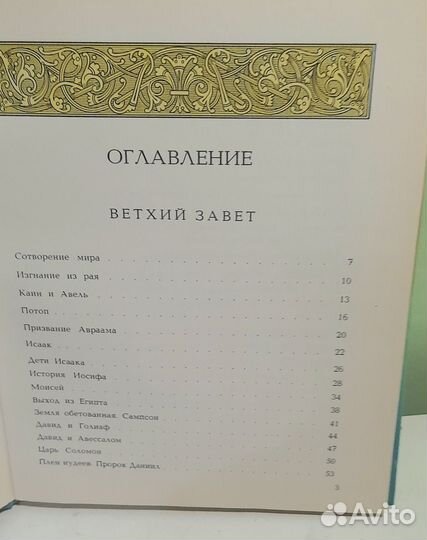 ОГЛАВЛЕНИЕ
ВЕТХИЙ ЗАВЕТ
Сотворение мира 7
Изгнание из рая 10
Каин и Авель 13
Потоп 16
Призвание Авраама 20
Исаак 22
Дети Исаака 26
История Иосифа 28
Моисей 34
Выход из Египта 38
Земля обетованная Сампсон 41
Давид и Голиаф 44
Давид и Авессалом 47
Царь Соломон 50
Плен иудеев Пророк Даниил 53
3
Avito